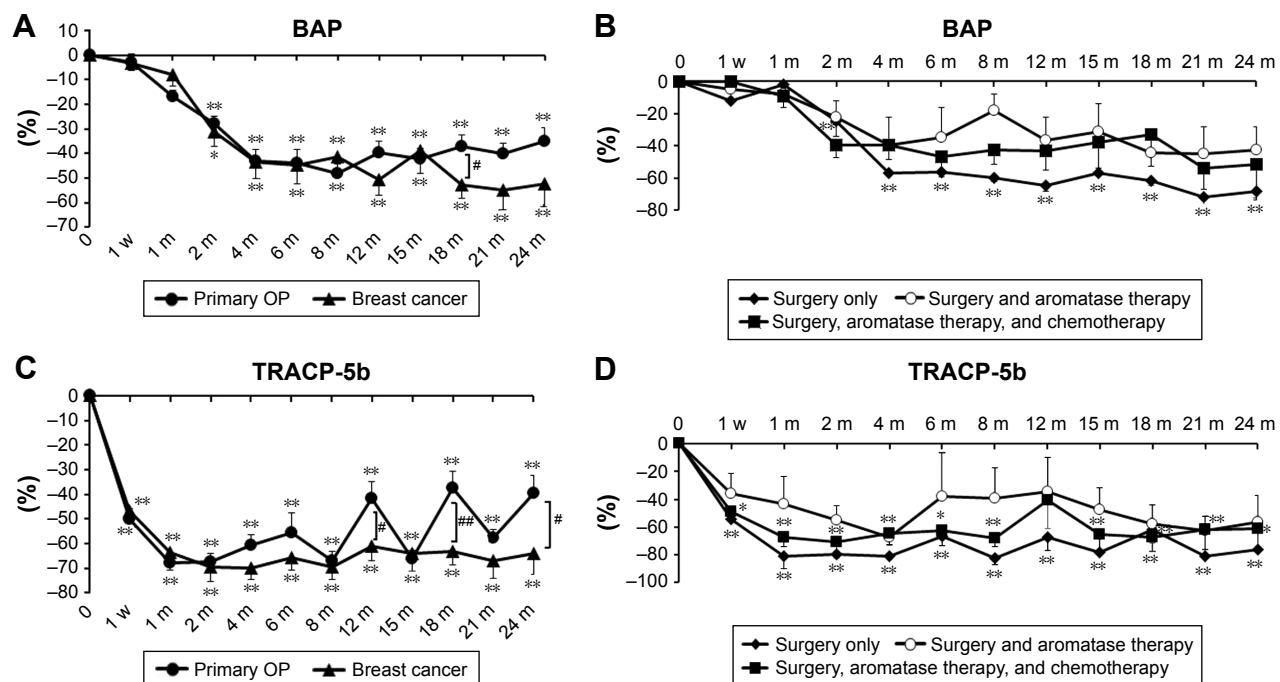 A
BAP
10
0
–10
–20
–30
–40
–50
–60
–70
(%)
** ** ** ** ** ** ** ** **
#
* ** ** ** ** ** ** **
0 1 w 1 m 2 m 4 m 6 m 8 m 12 m 15 m 18 m 21 m 24 m
Primary OP Breast cancer
B
BAP
0 1 w 1 m 2 m 4 m 6 m 8 m 12 m 15 m 18 m 21 m 24 m
0
–20
–40
–60
–80
(%)
**
** ** ** ** ** ** ** **
Surgery only Surgery and aromatase therapy
Surgery, aromatase therapy, and chemotherapy
C
TRACP-5b
0
–10
–20
–30
–40
–50
–60
–70
–80
(%)
** ** ** ** ** ** ** ** ** ** **
# ## #
** ** ** ** ** ** ** ** ** ** **
0 1 w 1 m 2 m 4 m 6 m 8 m 12 m 15 m 18 m 21 m 24 m
Primary OP Breast cancer
D
TRACP-5b
0 1 w 1 m 2 m 4 m 6 m 8 m 12 m 15 m 18 m 21 m 24 m
0
–20
–40
–60
–80
–100
(%)
* ** ** ** * ** ** ** ** *
** ** ** ** ** ** ** ** ** ** **
Surgery only Surgery and aromatase therapy
Surgery, aromatase therapy, and chemotherapy